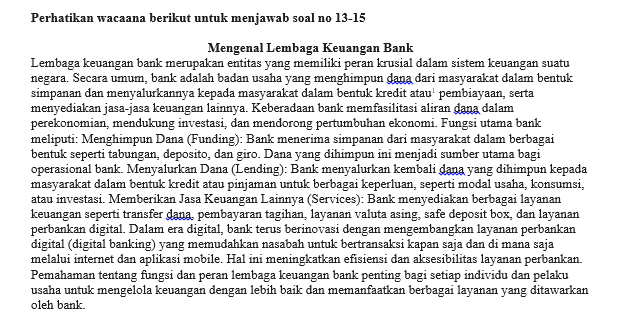 Perhatikan wacaana berikut untuk menjawab soal no 13-15
Mengenal Lembaga Keuangan Bank
Lembaga keuangan bank merupakan entitas yang memiliki peran krusial dalam sistem keuangan suatu
negara. Secara umum, bank adalah badan usaha yang menghimpun dana dari masyarakat dalam bentuk
simpanan dan menyalurkannya kepada masyarakat dalam bentuk kredit atau pembiayaan, serta
menyediakan jasa-jasa keuangan lainnya. Keberadaan bank memfasilitasi aliran dana dalam
perekonomian, mendukung investasi, dan mendorong pertumbuhan ekonomi. Fungsi utama bank
meliputi: Menghimpun Dana (Funding): Bank menerima simpanan dari masyarakat dalam berbagai
bentuk seperti tabungan, deposito, dan giro. Dana yang dihimpun ini menjadi sumber utama bagi
operasional bank. Menyalurkan Dana (Lending): Bank menyalurkan kembali dana yang dihimpun kepada
masyarakat dalam bentuk kredit atau pinjaman untuk berbagai keperluan, seperti modal usaha, konsumsi,
atau investasi. Memberikan Jasa Keuangan Lainnya (Services): Bank menyediakan berbagai layanan
keuangan seperti transfer dana, pembayaran tagihan, layanan valuta asing, safe deposit box, dan layanan
perbankan digital. Dalam era digital, bank terus berinovasi dengan mengembangkan layanan perbankan
digital (digital banking) yang memudahkan nasabah untuk bertransaksi kapan saja dan di mana saja
melalui internet dan aplikasi mobile. Hal ini meningkatkan efisiensi dan aksesibilitas layanan perbankan.
Pemahaman tentang fungsi dan peran lembaga keuangan bank penting bagi setiap individu dan pelaku
usaha untuk mengelola keuangan dengan lebih baik dan memanfaatkan berbagai layanan yang ditawarkan
oleh bank.